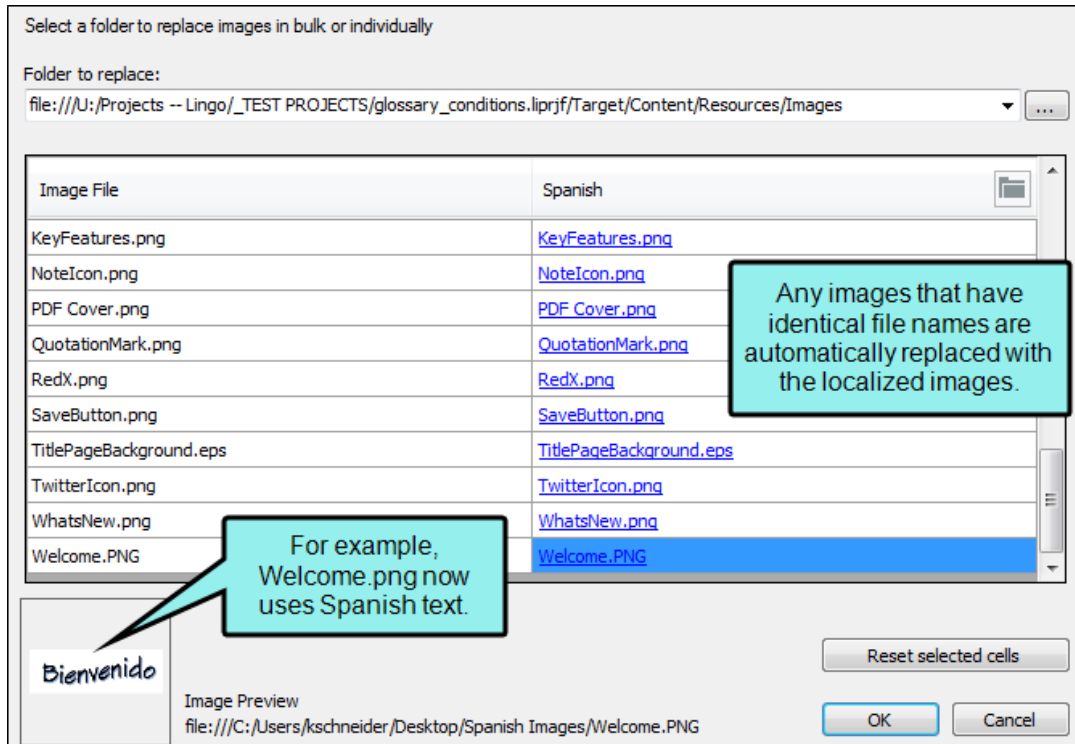 Select a folder to replace images in bulk or individually
Folder to replace:
file:///U:/Projects -- Lingo/_TEST PROJECTS/glossary_conditions.liprjf/Target/Content/Resources/Images
...
Image File Spanish
KeyFeatures.png KeyFeatures.png
NoteIcon.png NoteIcon.png
PDF Cover.png PDF Cover.png
QuotationMark.png QuotationMark.png
RedX.png RedX.png
SaveButton.png SaveButton.png
TitlePageBackground.eps TitlePageBackground.eps
TwitterIcon.png TwitterIcon.png
WhatsNew.png WhatsNew.png
Welcome.PNG Welcome.PNG
Any images that have
identical file names are
automatically replaced with
the localized images.
For example,
Welcome.png now
uses Spanish text.
Bienvenido
Reset selected cells
Image Preview
file:///C:/Users/kschneider/Desktop/Spanish Images/Welcome.PNG
OK Cancel